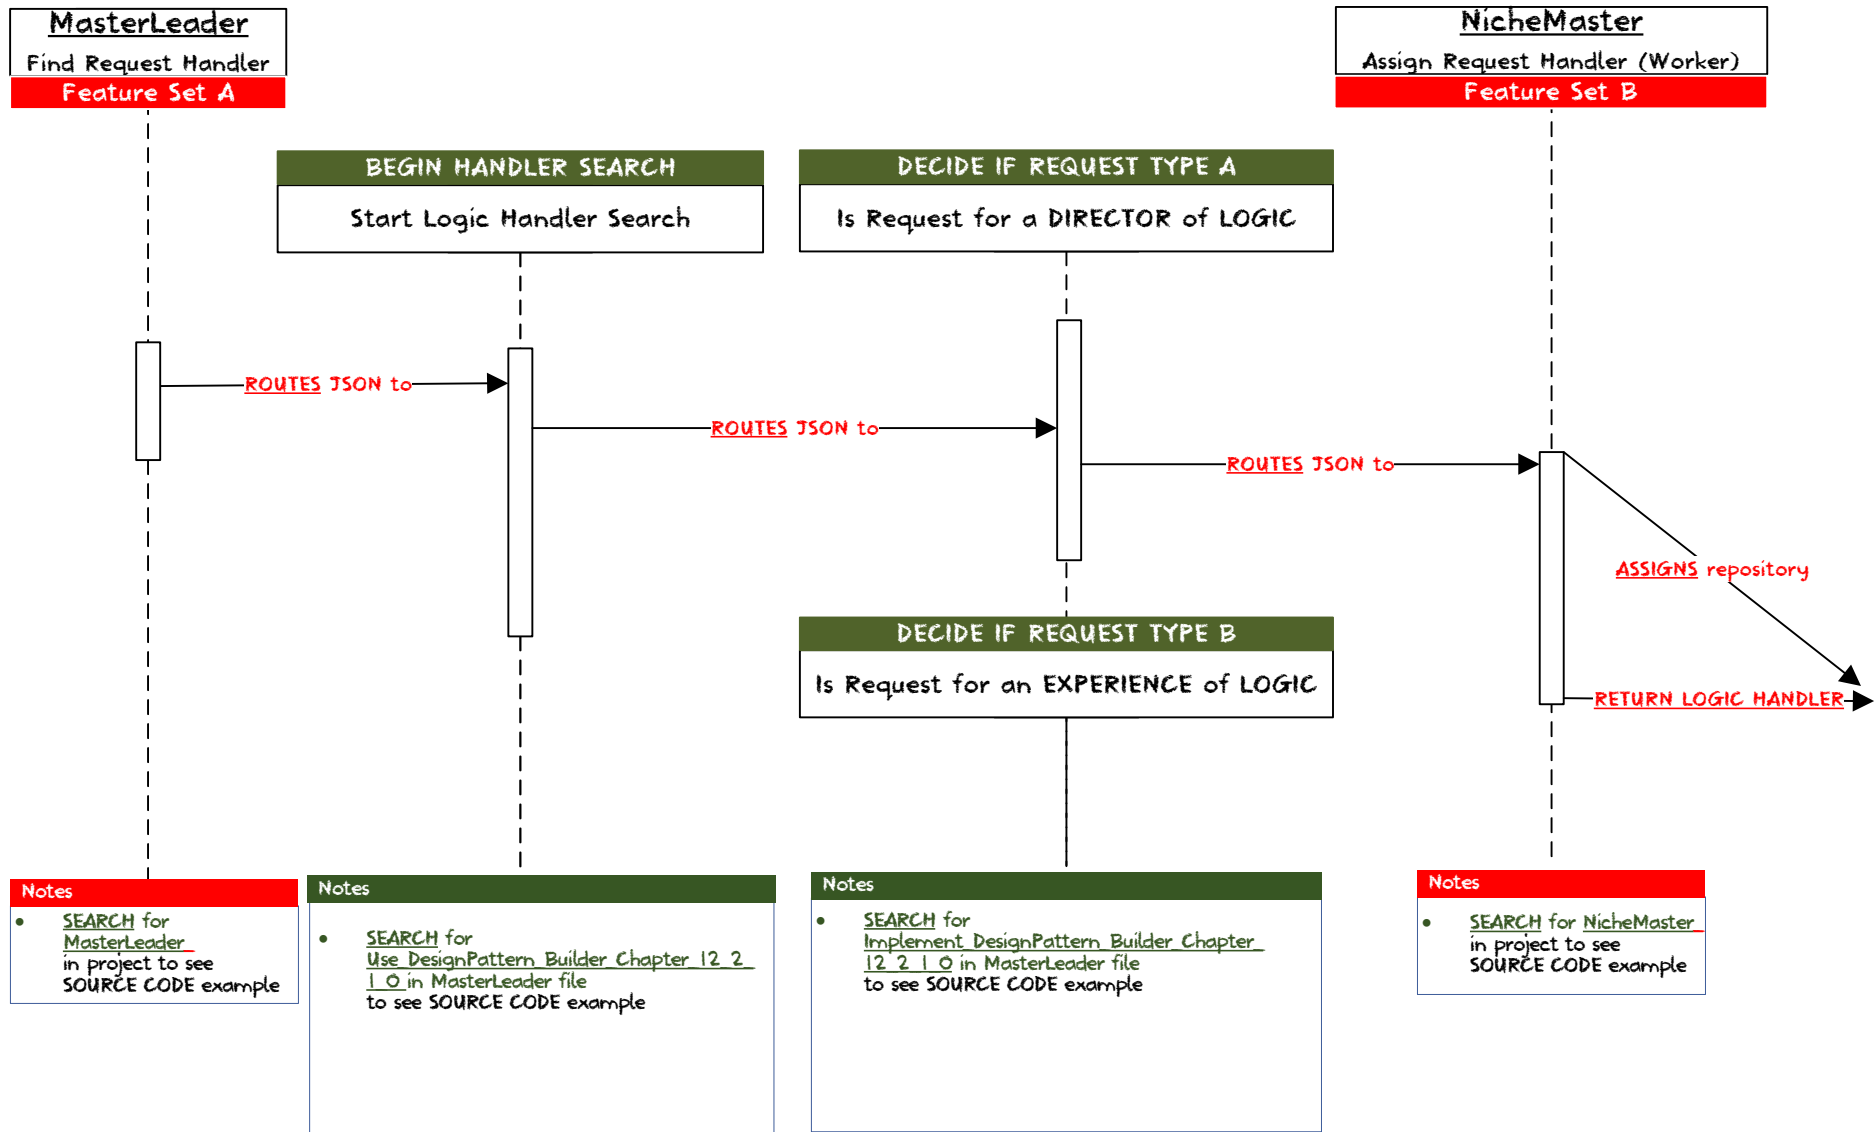 MasterLeader
Find Request Handler
Feature Set A
NicheMaster
Assign Request Handler (Worker)
Feature Set B
BEGIN HANDLER SEARCH
Start Logic Handler Search
DECIDE IF REQUEST TYPE A
Is Request for a DIRECTOR of LOGIC
ROUTES JSON to
ROUTES JSON to
ROUTES JSON to
ASSIGNS repository
DECIDE IF REQUEST TYPE B
Is Request for an EXPERIENCE of LOGIC
RETURN LOGIC HANDLER
Notes
• SEARCH for
MasterLeader_
in project to see
SOURCE CODE example
Notes
• SEARCH for
Use_DesignPattern_Builder_Chapter_12_2_
1_0 in MasterLeader file
to see SOURCE CODE example
Notes
• SEARCH for
Implement_DesignPattern_Builder_Chapter_
12_2_1_0 in MasterLeader file
to see SOURCE CODE example
Notes
• SEARCH for NicheMaster_
in project to see
SOURCE CODE example